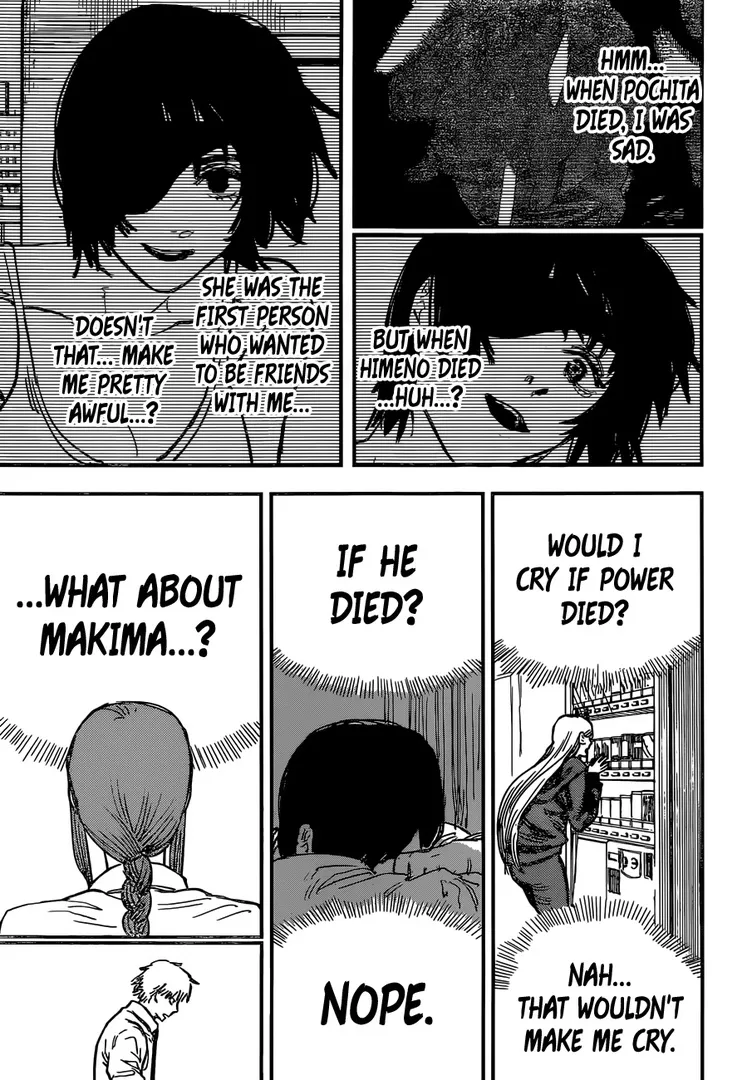 HMM...
WHEN POCHITA
DIED, I WAS
SAD.
BUT WHEN
HIMENO DIED
...HUH...?
SHE WAS THE
FIRST PERSON
WHO WANTED
TO BE FRIENDS
WITH ME...
DOESN'T
THAT... MAKE
ME PRETTY
AWFUL...?
WOULD I
CRY IF POWER
DIED?
NAH...
THAT WOULDN'T
MAKE ME CRY.
IF HE
DIED?
NOPE.
...WHAT ABOUT
MAKIMA...?